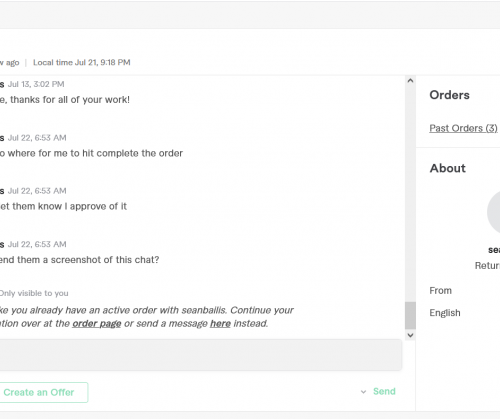 w ago | Local time Jul 21, 9:18 PM
s Jul 13, 3:02 PM
e, thanks for all of your work!
Orders
s Jul 22, 6:53 AM
Past Orders (3)
o where for me to hit complete the order
About
s Jul 22, 6:53 AM
et them know I approve of it
s Jul 22, 6:53 AM
end them a screenshot of this chat?
sea
Retur
Only visible to you
From
ke you already have an active order with seanballs. Continue your
tion over at the order page or send a message here instead.
English
Create an Offer
Send